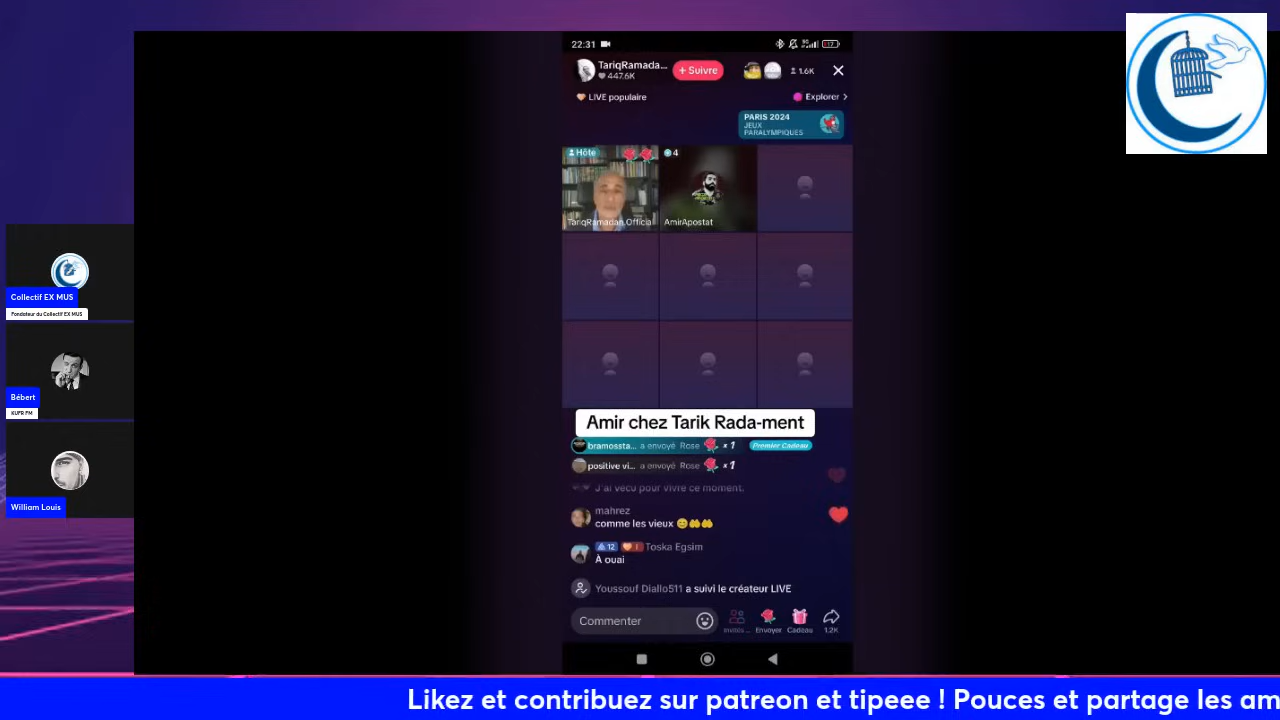 22:31
TariqRamada...
447.6K
+ Suivre
1.6K
LIVE populaire
Explorer >
PARIS 2024
JEUX
PARALYMPIQUES
Hôte
TariqRamadan.Official
4
AmirApostat
Collectif EX MUS
Fondateur du Collectif EX MUS
Bébert
KUFR FM
William Louis
Amir chez Tarik Rada-ment
bramossta... a envoyé Rose x 1 Premier Cadeau
positive vi... a envoyé Rose x 1
J'ai vécu pour vivre ce moment.
mahrez
comme les vieux 😊🤲🤲
12 I Toska Egsim
À ouai
Youssouf Diallo511 a suivi le créateur LIVE
Commenter
Invités ...
Envoyer
Cadeau
1.2K
Likez et contribuez sur patreon et tipeee ! Pouces et partage les am